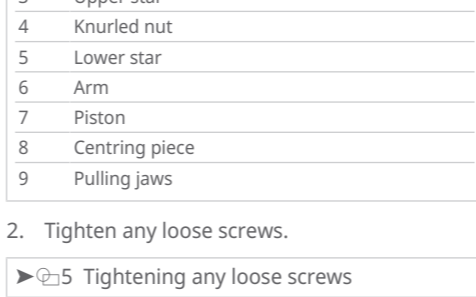 4 Knurled nut
5 Lower star
6 Arm
7 Piston
8 Centring piece
9 Pulling jaws
2. Tighten any loose screws.
➤5 Tightening any loose screws